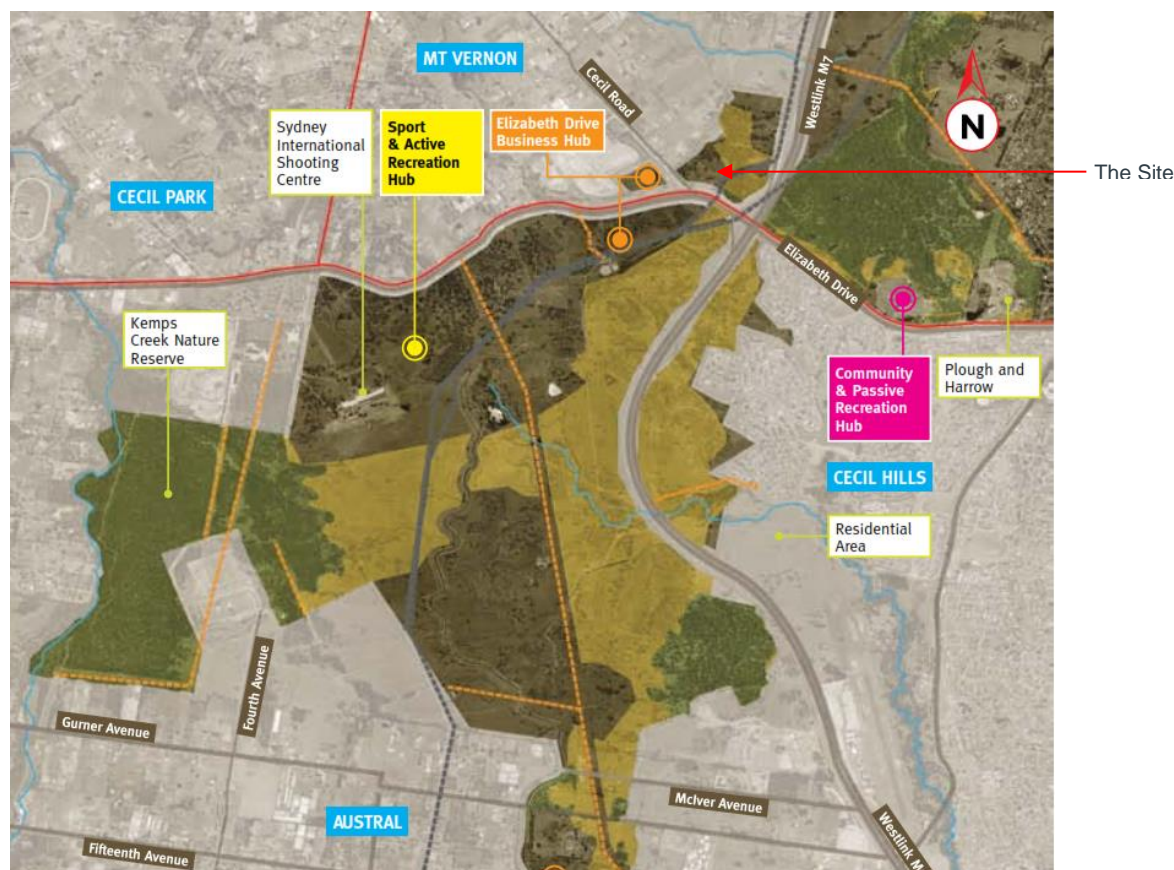 MT VERNON
Cecil Road
Westlink M7
N
Sydney
International
Shooting
Centre
Sport
& Active
Recreation
Hub
Elizabeth Drive
Business Hub
The Site
CECIL PARK
Elizabeth Drive
Kemps
Creek Nature
Reserve
Community
& Passive
Recreation
Hub
Plough and
Harrow
CECIL HILLS
Residential
Area
Fourth Avenue
Gurner Avenue
McIver Avenue
AUSTRAL
Fifteenth Avenue
Westlink M